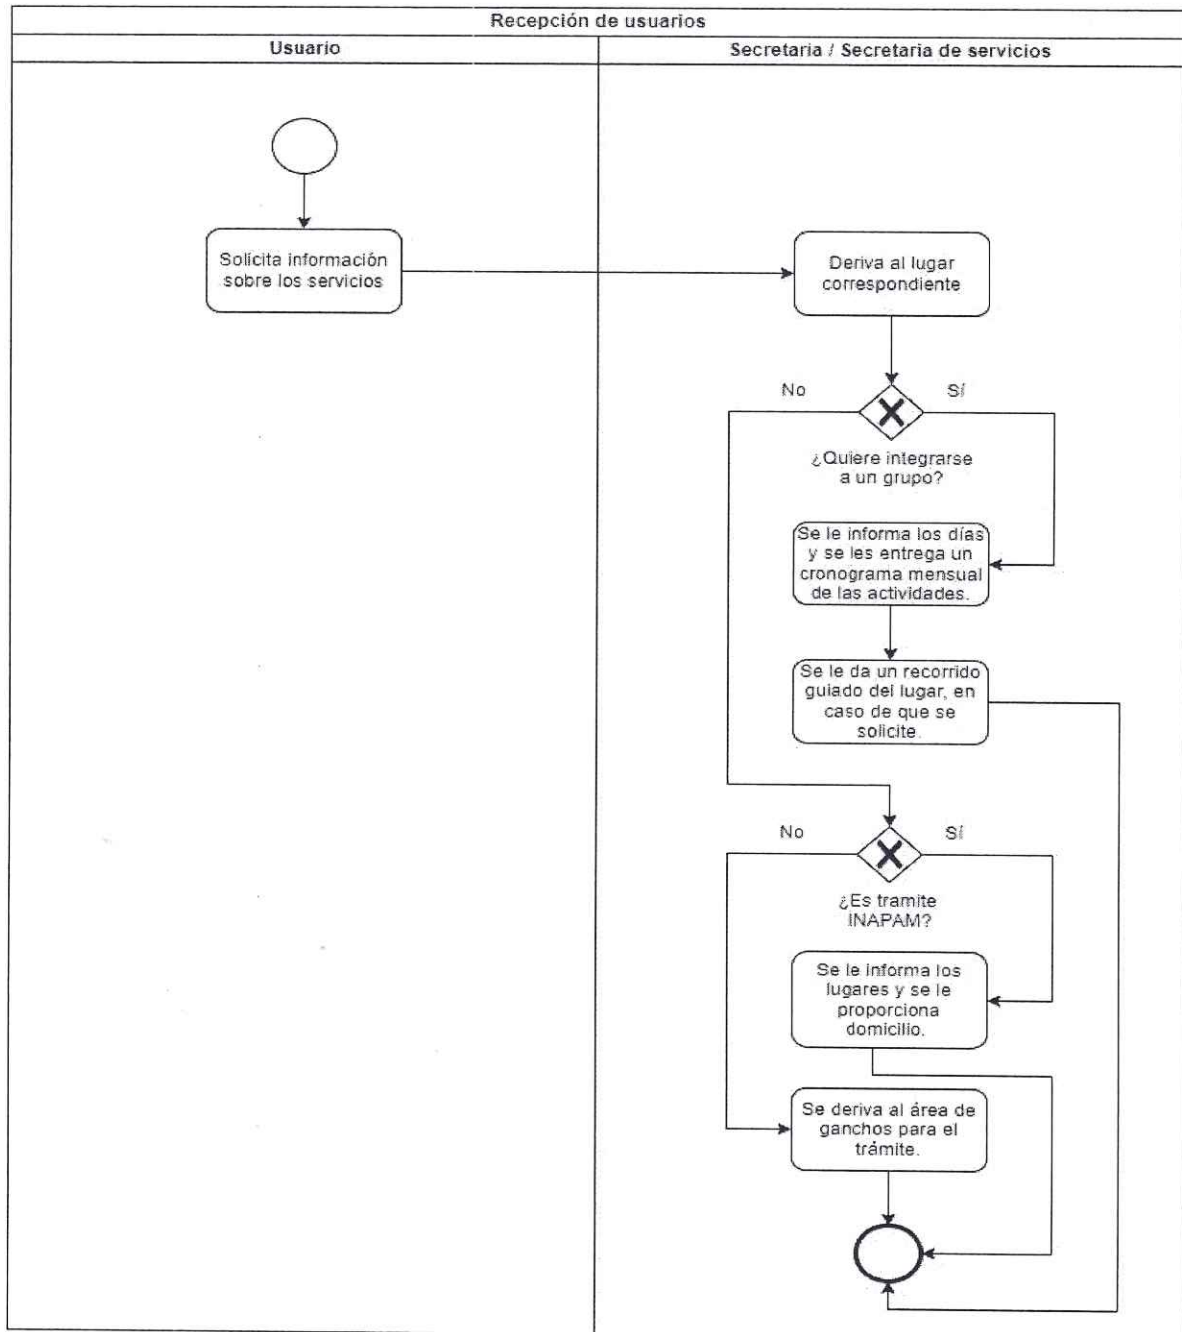 Recepción de usuarios
Usuario
Secretaria / Secretaria de servicios
Solicita información
sobre los servicios
Deriva al lugar
correspondiente
No
Sí
¿Quiere integrarse
a un grupo?
Se le informa los días
y se les entrega un
cronograma mensual
de las actividades.
Se le da un recorrido
guiado del lugar, en
caso de que se
solicite.
No
Sí
¿Es tramite
INAPAM?
Se le informa los
lugares y se le
proporciona
domicilio.
Se deriva al área de
ganchos para el
trámite.